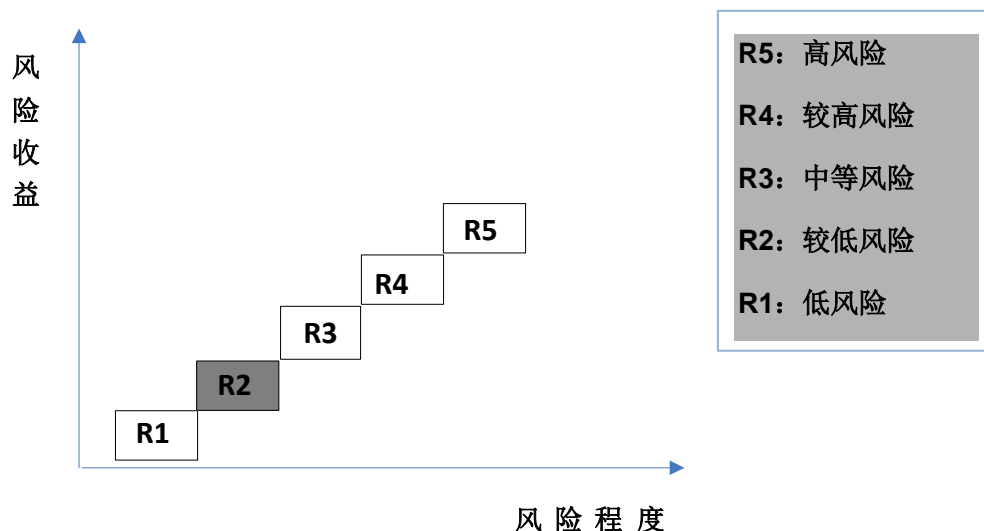 风险收益
R5
R4
R3
R2
R1
风 险 程 度
R5：高风险
R4：较高风险
R3：中等风险
R2：较低风险
R1：低风险